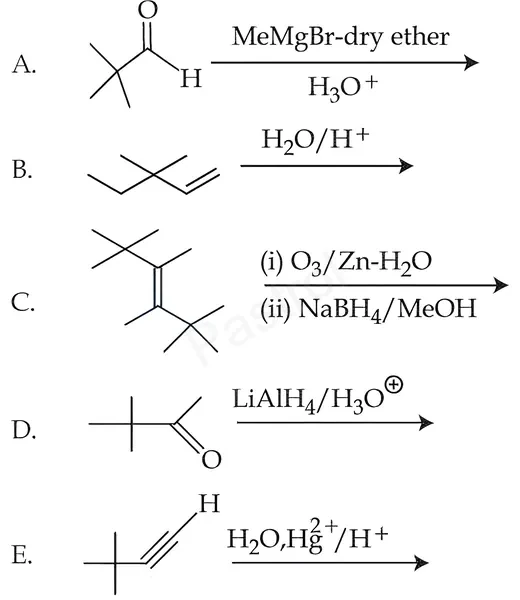 O
A.
H
MeMgBr-dry ether
H₃O⁺
B.
H₂O/H⁺
C.
(i) O₃/Zn-H₂O
(ii) NaBH₄/MeOH
D.
O
LiAlH₄/H₃O⊕
H
E.
H₂O,Hg²⁺/H⁺